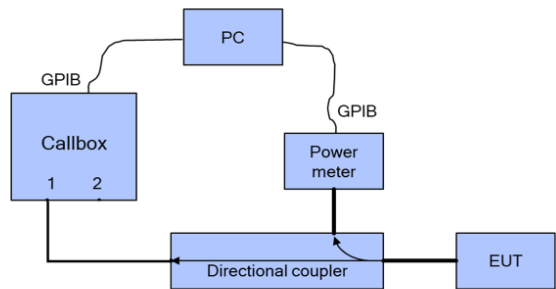 PC
GPIB
GPIB
Callbox
1 2
Power
meter
Directional coupler
EUT